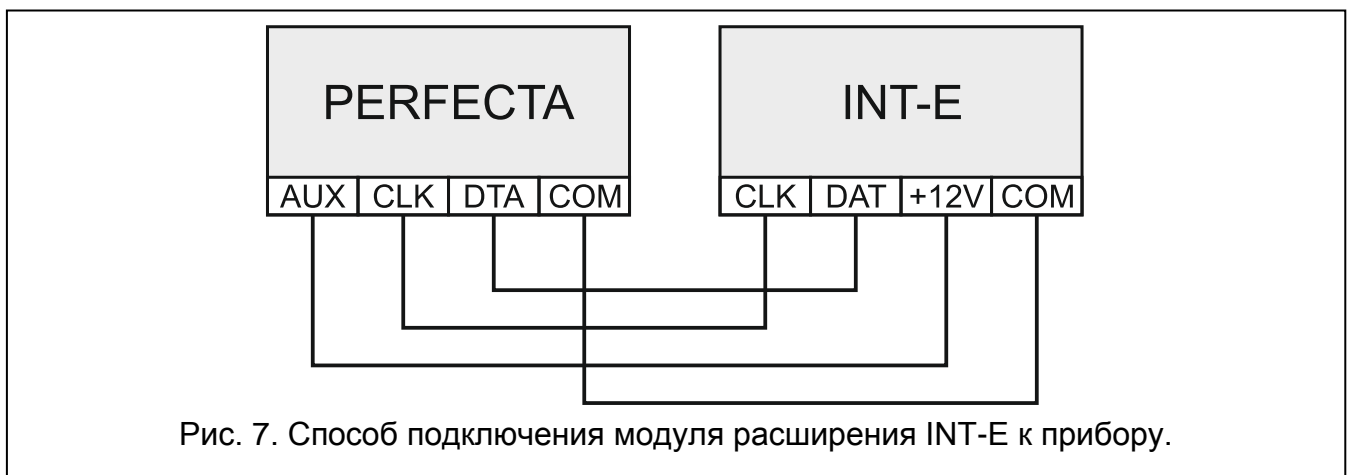 PERFECTA INT-E
AUX CLK DTA COM CLK DAT +12V COM
Рис. 7. Способ подключения модуля расширения INT-E к прибору.